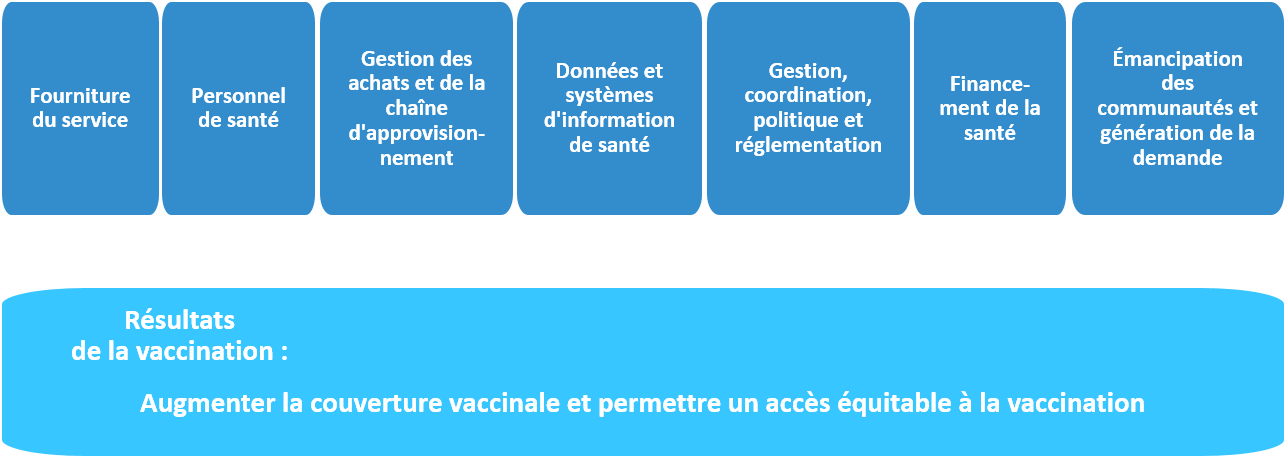 Fourniture
du service
Personnel
de santé
Gestion des
achats et de la
chaîne
d'approvision-
nement
Données et
systèmes
d'information
de santé
Gestion,
coordination,
politique et
réglementation
Finance-
ment de la
santé
Émancipation
des
communautés et
génération de la
demande
Résultats
de la vaccination :
Augmenter la couverture vaccinale et permettre un accès équitable à la vaccination